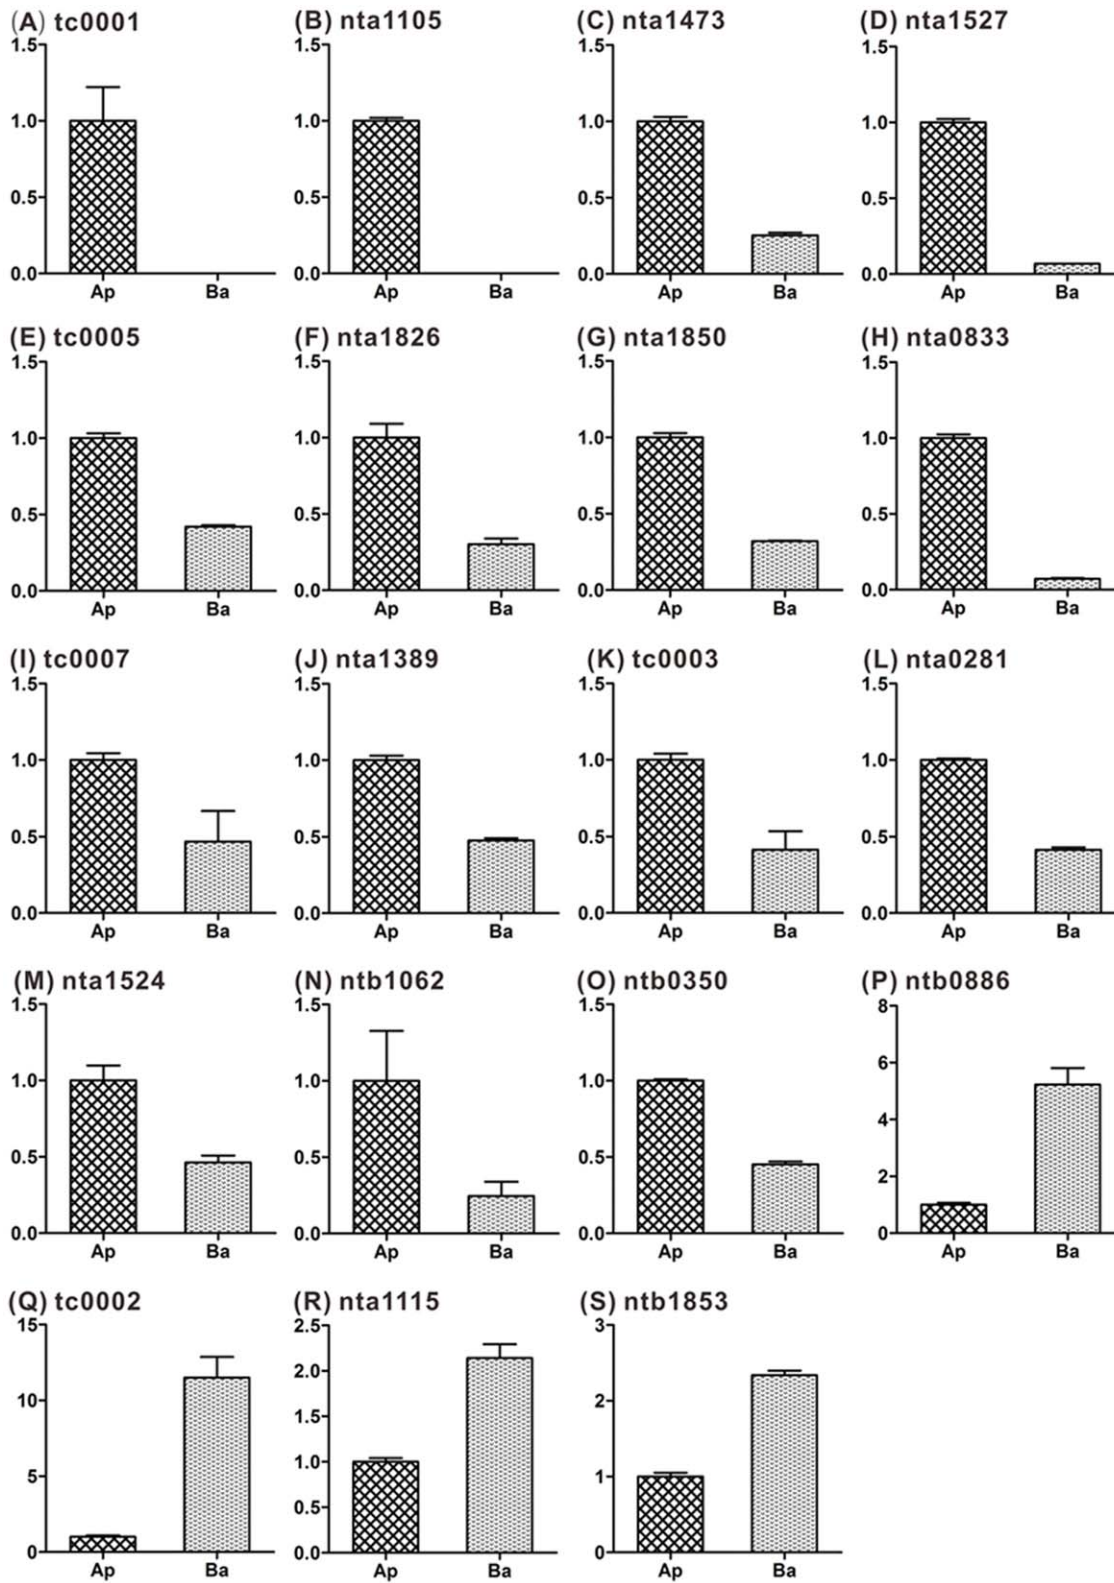 (A) tc0001 (B) nta1105 (C) nta1473 (D) nta1527
1.5 1.5 1.5 1.5
1.0 1.0 1.0 1.0
0.5 0.5 0.5 0.5
0.0 0.0 0.0 0.0
Ap Ba Ap Ba Ap Ba Ap Ba
(E) tc0005 (F) nta1826 (G) nta1850 (H) nta0833
1.5 1.5 1.5 1.5
1.0 1.0 1.0 1.0
0.5 0.5 0.5 0.5
0.0 0.0 0.0 0.0
Ap Ba Ap Ba Ap Ba Ap Ba
(I) tc0007 (J) nta1389 (K) tc0003 (L) nta0281
1.5 1.5 1.5 1.5
1.0 1.0 1.0 1.0
0.5 0.5 0.5 0.5
0.0 0.0 0.0 0.0
Ap Ba Ap Ba Ap Ba Ap Ba
(M) nta1524 (N) ntb1062 (O) ntb0350 (P) ntb0886
1.5 1.5 1.5 8
6
1.0 1.0 1.0
4
0.5 0.5 0.5
2
0.0 0.0 0.0 0
Ap Ba Ap Ba Ap Ba Ap Ba
(Q) tc0002 (R) nta1115 (S) ntb1853
15 2.5 3
2.0
10 2
1.5
1.0
5 1
0.5
0 0.0 0
Ap Ba Ap Ba Ap Ba